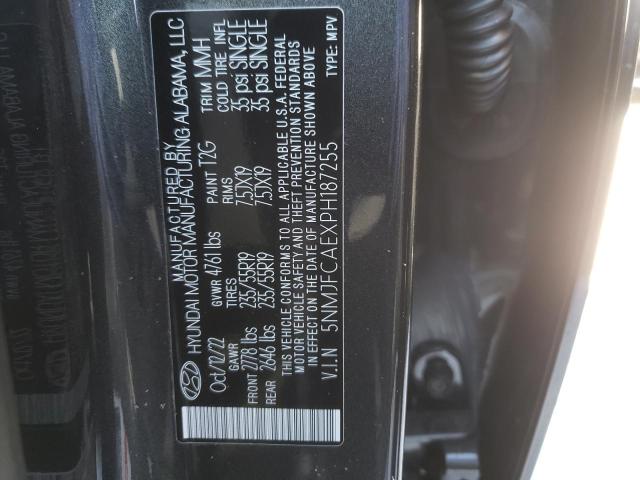 MANUFACTURED BY
HYUNDAI MOTOR MANUFACTURING ALABAMA, LLC
Oct/12/22 GVWR 4761 lbs PAINT T2G TRIM MMH
GAWR TIRES RIMS COLD TIRE INFL
FRONT 2778 lbs 235/55R19 7.5JX19 35 psi SINGLE
REAR 2646 lbs 235/55R19 7.5JX19 35 psi SINGLE
THIS VEHICLE CONFORMS TO ALL APPLICABLE U.S.A. FEDERAL
MOTOR VEHICLE SAFETY AND THEFT PREVENTION STANDARDS
IN EFFECT ON THE DATE OF MANUFACTURE SHOWN ABOVE
V.I.N 5NMJFCAEXPH187255 TYPE: MPV